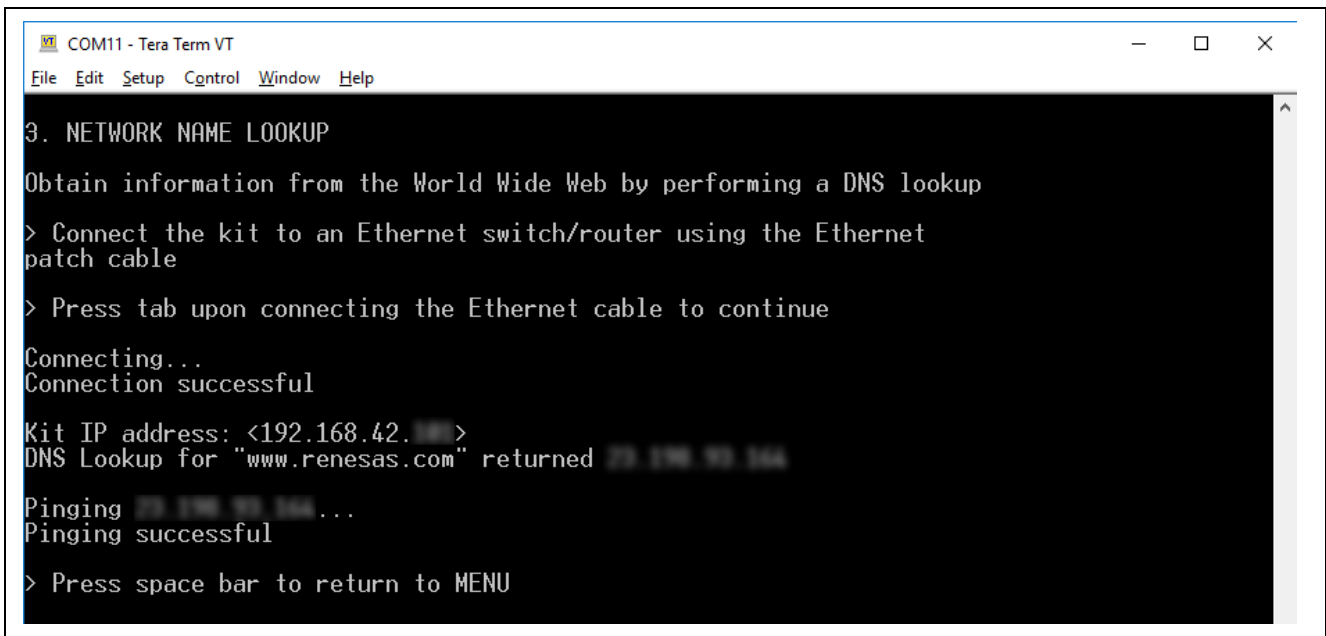 COM11 - Tera Term VT
File Edit Setup Control Window Help
3. NETWORK NAME LOOKUP
Obtain information from the World Wide Web by performing a DNS lookup
> Connect the kit to an Ethernet switch/router using the Ethernet
patch cable
> Press tab upon connecting the Ethernet cable to continue
Connecting...
Connection successful
Kit IP address: <192.168.42. >
DNS Lookup for "www.renesas.com" returned
Pinging ...
Pinging successful
> Press space bar to return to MENU